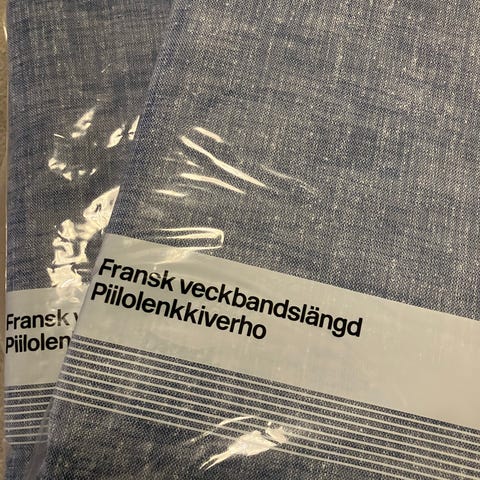 Fransk veckbandslängd
Piilolenkkiverho
Fransk
Piilolen